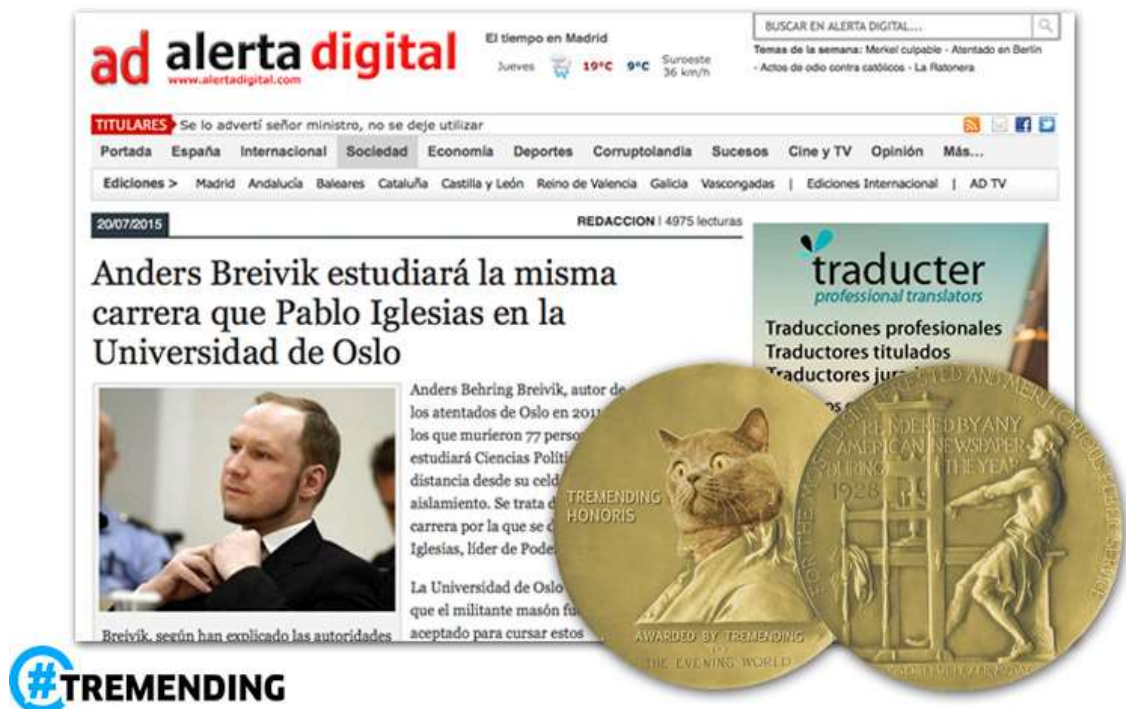 ad alerta digital
www.alertadigital.com
El tiempo en Madrid
Jueves 19°C 9°C Suroeste
36 km/h
BUSCAR EN ALERTA DIGITAL...
Temas de la semana: Merkel culpable - Atentado en Berlín
- Actos de odio contra católicos - La Ratonera
TITULARES Se lo advertí señor ministro, no se deje utilizar
Portada España Internacional Sociedad Economía Deportes Corruptolandia Sucesos Cine y TV Opinión Más...
Ediciones > Madrid Andalucía Baleares Cataluña Castilla y León Reino de Valencia Galicia Vascongadas | Ediciones Internacional | AD TV
20/07/2015
REDACCION | 4975 lecturas
Anders Breivik estudiará la misma
carrera que Pablo Iglesias en la
Universidad de Oslo
Anders Behring Breivik, autor de
los atentados de Oslo en 2011
los que murieron 77 perso
estudiará Ciencias Polít
distancia desde su celd
aislamiento. Se trata d
carrera por la que se
Iglesias, líder de Pode
La Universidad de Oslo
que el militante masón fu
aceptado para cursar estos
Breivik, según han explicado las autoridades
traducter
professional translators
Traducciones profesionales
Traductores titulados
Traductores jur
TREMENDING
HONORIS
AWARDED BY TREMENDING
THE EVENING WORLD
FOR THE MOST DISINTERESTED AND MERITORIOUS PUBLIC SERVICE
RENDERED BY ANY
AMERICAN NEWSPAPER
DURING THE YEAR
1928
#TREMENDING